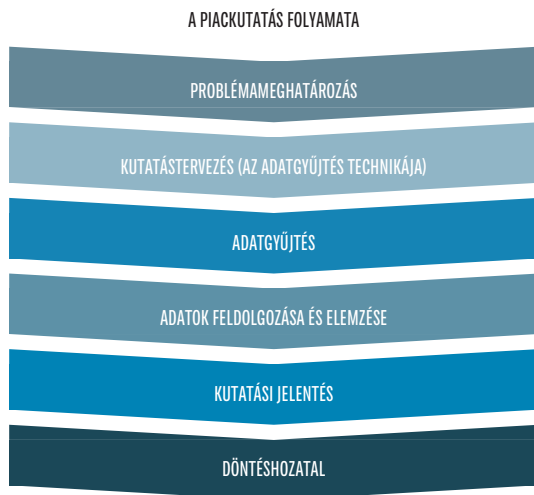 A PIACKUTATÁS FOLYAMATA
PROBLÉMAMEGHATÁROZÁS
KUTATÁSTERVEZÉS (AZ ADATGYŰJTÉS TECHNIKÁJA)
ADATGYŰJTÉS
ADATOK FELDOLGOZÁSA ÉS ELEMZÉSE
KUTATÁSI JELENTÉS
DÖNTÉSHOZATAL